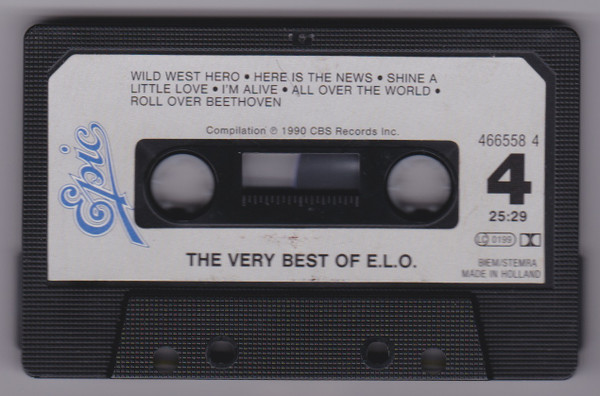 WILD WEST HERO • HERE IS THE NEWS • SHINE A
LITTLE LOVE • I'M ALIVE • ALL OVER THE WORLD •
ROLL OVER BEETHOVEN
Compilation ℗ 1990 CBS Records Inc.
466558 4
Epic
4
25:29
LC 0199
THE VERY BEST OF E.L.O.
BIEM/STEMRA
MADE IN HOLLAND